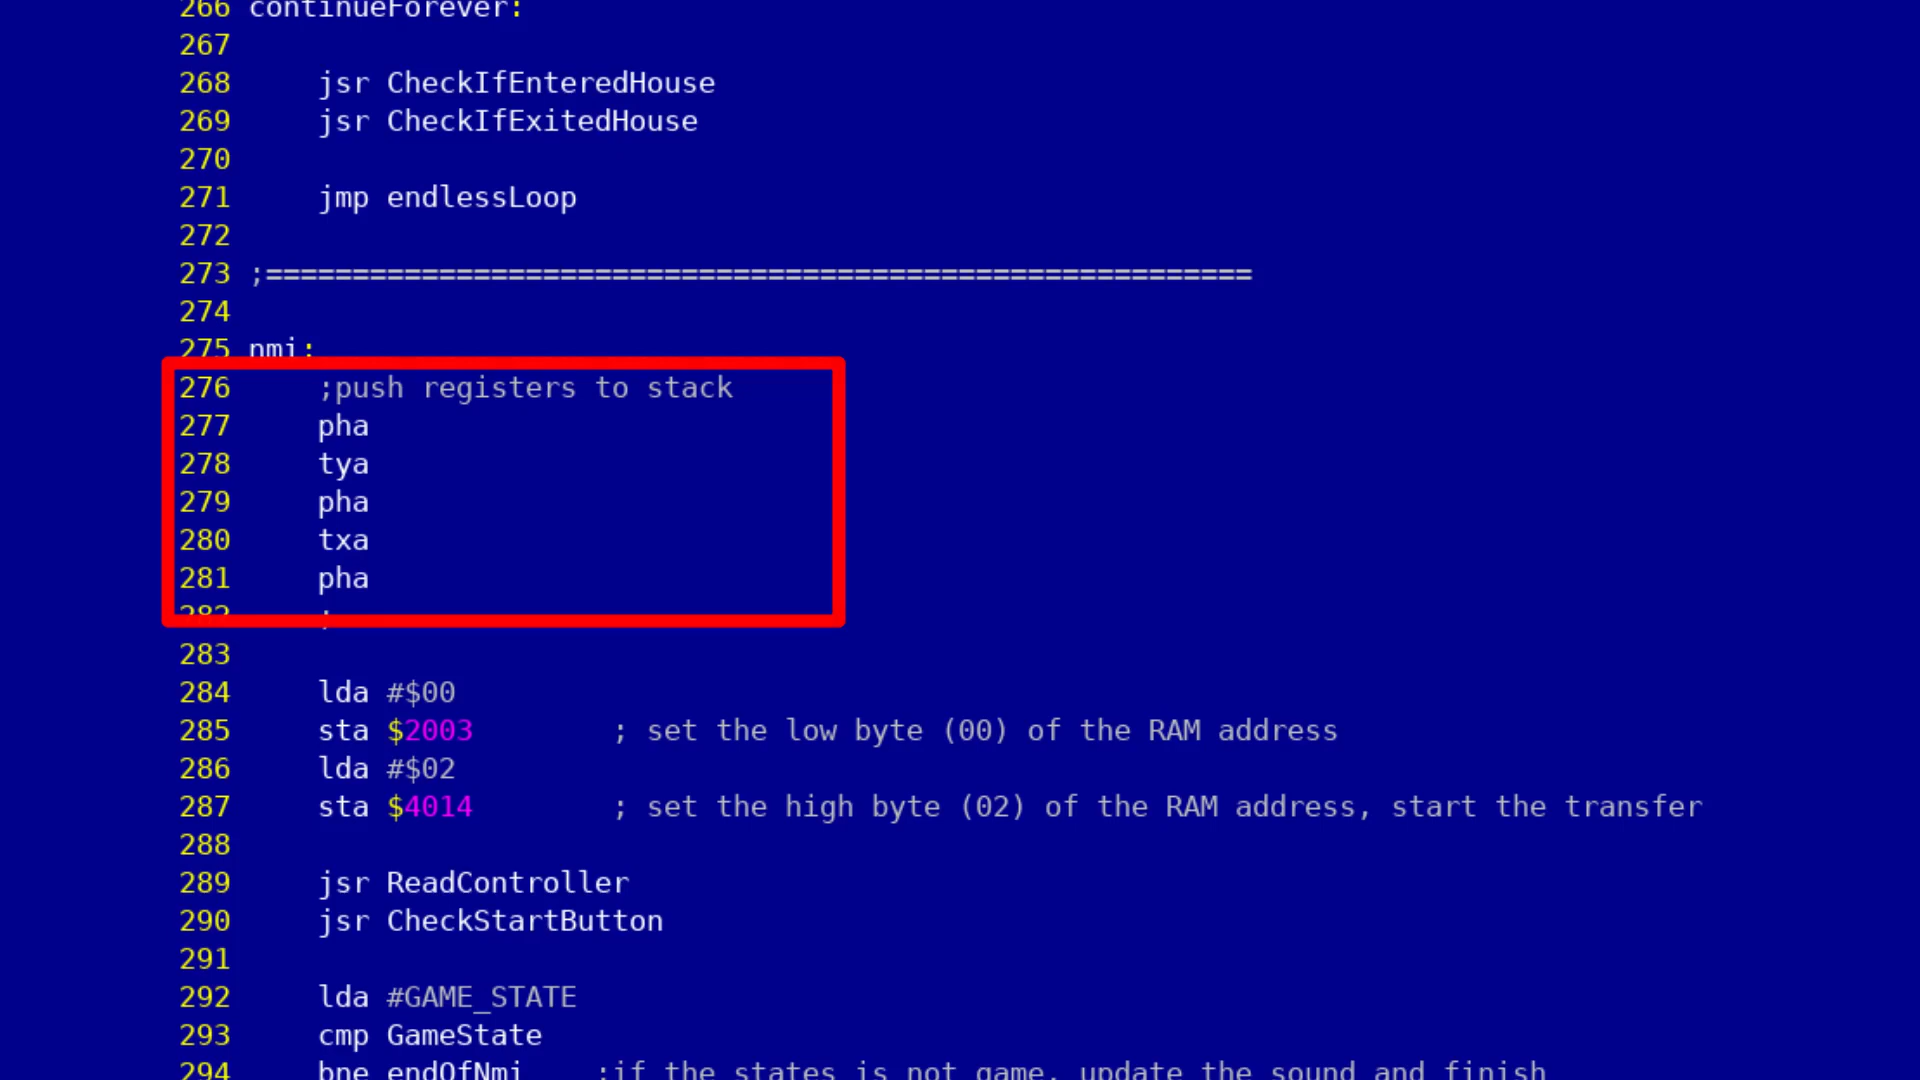 266 continueForever:
267
268 jsr CheckIfEnteredHouse
269 jsr CheckIfExitedHouse
270
271 jmp endlessLoop
272
273 ;=========================================================
274
275 nmi:
276 ;push registers to stack
277 pha
278 tya
279 pha
280 txa
281 pha
282 ;
283
284 lda #$00
285 sta $2003 ; set the low byte (00) of the RAM address
286 lda #$02
287 sta $4014 ; set the high byte (02) of the RAM address, start the transfer
288
289 jsr ReadController
290 jsr CheckStartButton
291
292 lda #GAME_STATE
293 cmp GameState
294 bne endOfNmi ;if the states is not game, update the sound and finish